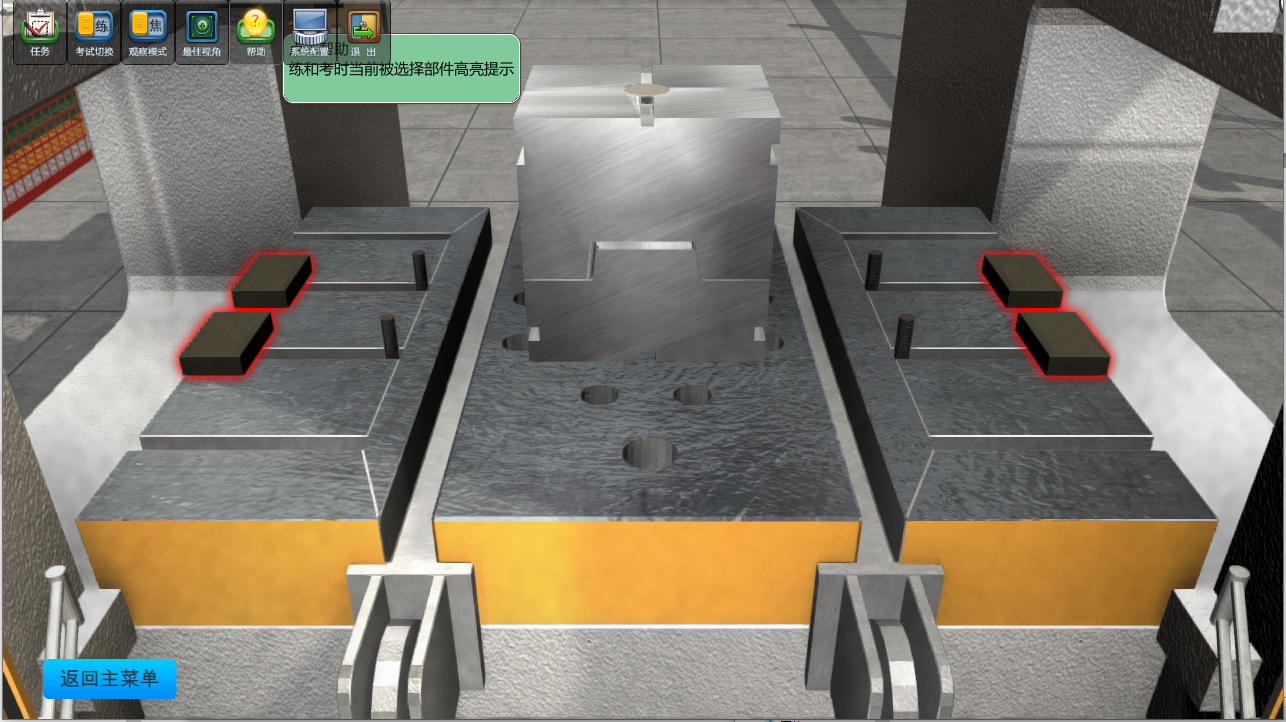 任务
考试切换
观察模式
最佳视角
帮助
系统配置
退 出
帮助
练和考时当前被选择部件高亮提示
练
焦
返回主菜单